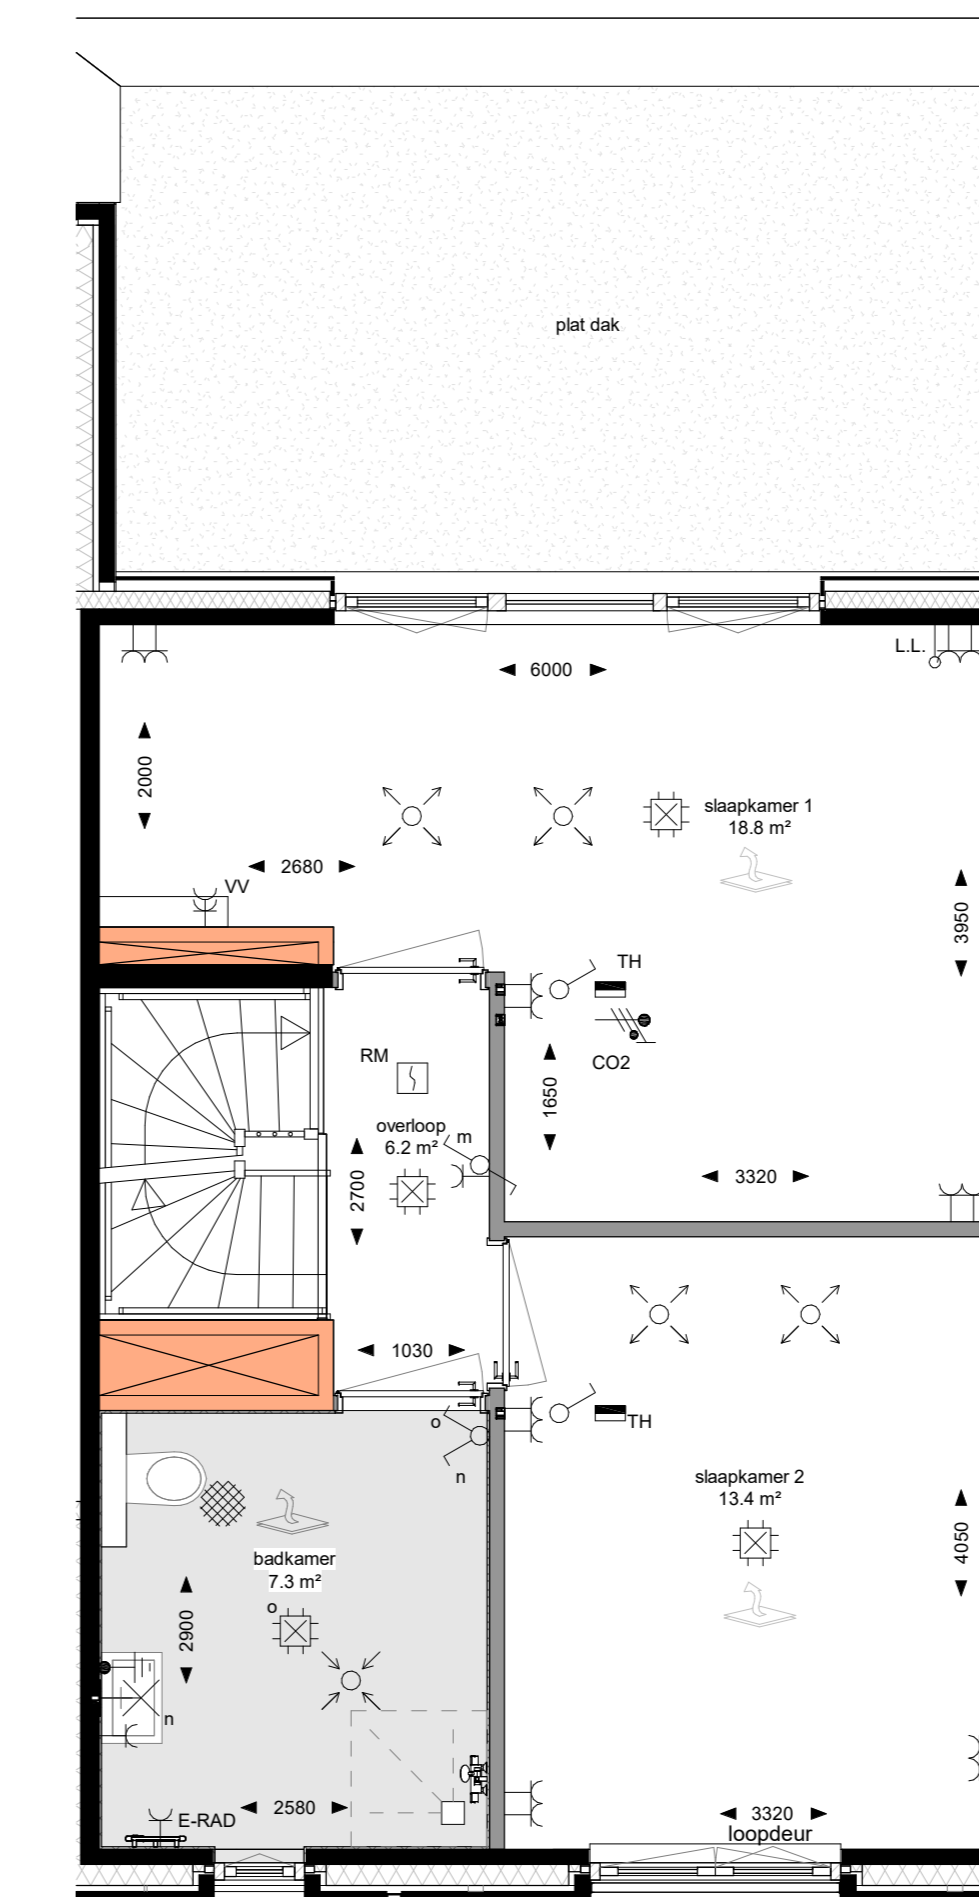 plat dak
L.L.
6000
2000
slaapkamer 1
18.8 m²
2680
VV
3950
TH
RM
CO2
1650
overloop
6.2 m²
m
2700
3320
1030
o
TH
n
slaapkamer 2
13.4 m²
4050
badkamer
7.3 m²
o
2900
n
2580
E-RAD
3320
loopdeur